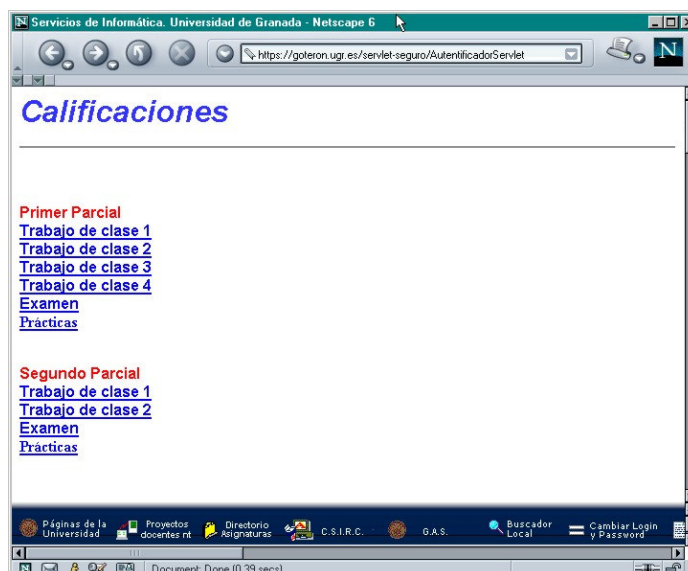 Servicios de Informática. Universidad de Granada - Netscape 6
https://goteron.ugr.es/servlet-seguro/AutentificadorServlet
N
Calificaciones
Primer Parcial
Trabajo de clase 1
Trabajo de clase 2
Trabajo de clase 3
Trabajo de clase 4
Examen
Prácticas
Segundo Parcial
Trabajo de clase 1
Trabajo de clase 2
Examen
Prácticas
Páginas de la Universidad
Proyectos docentes nt
Directorio Asignaturas
C.S.I.R.C.
G.A.S.
Buscador Local
Cambiar Login y Password
Document: Done (0.39 secs)